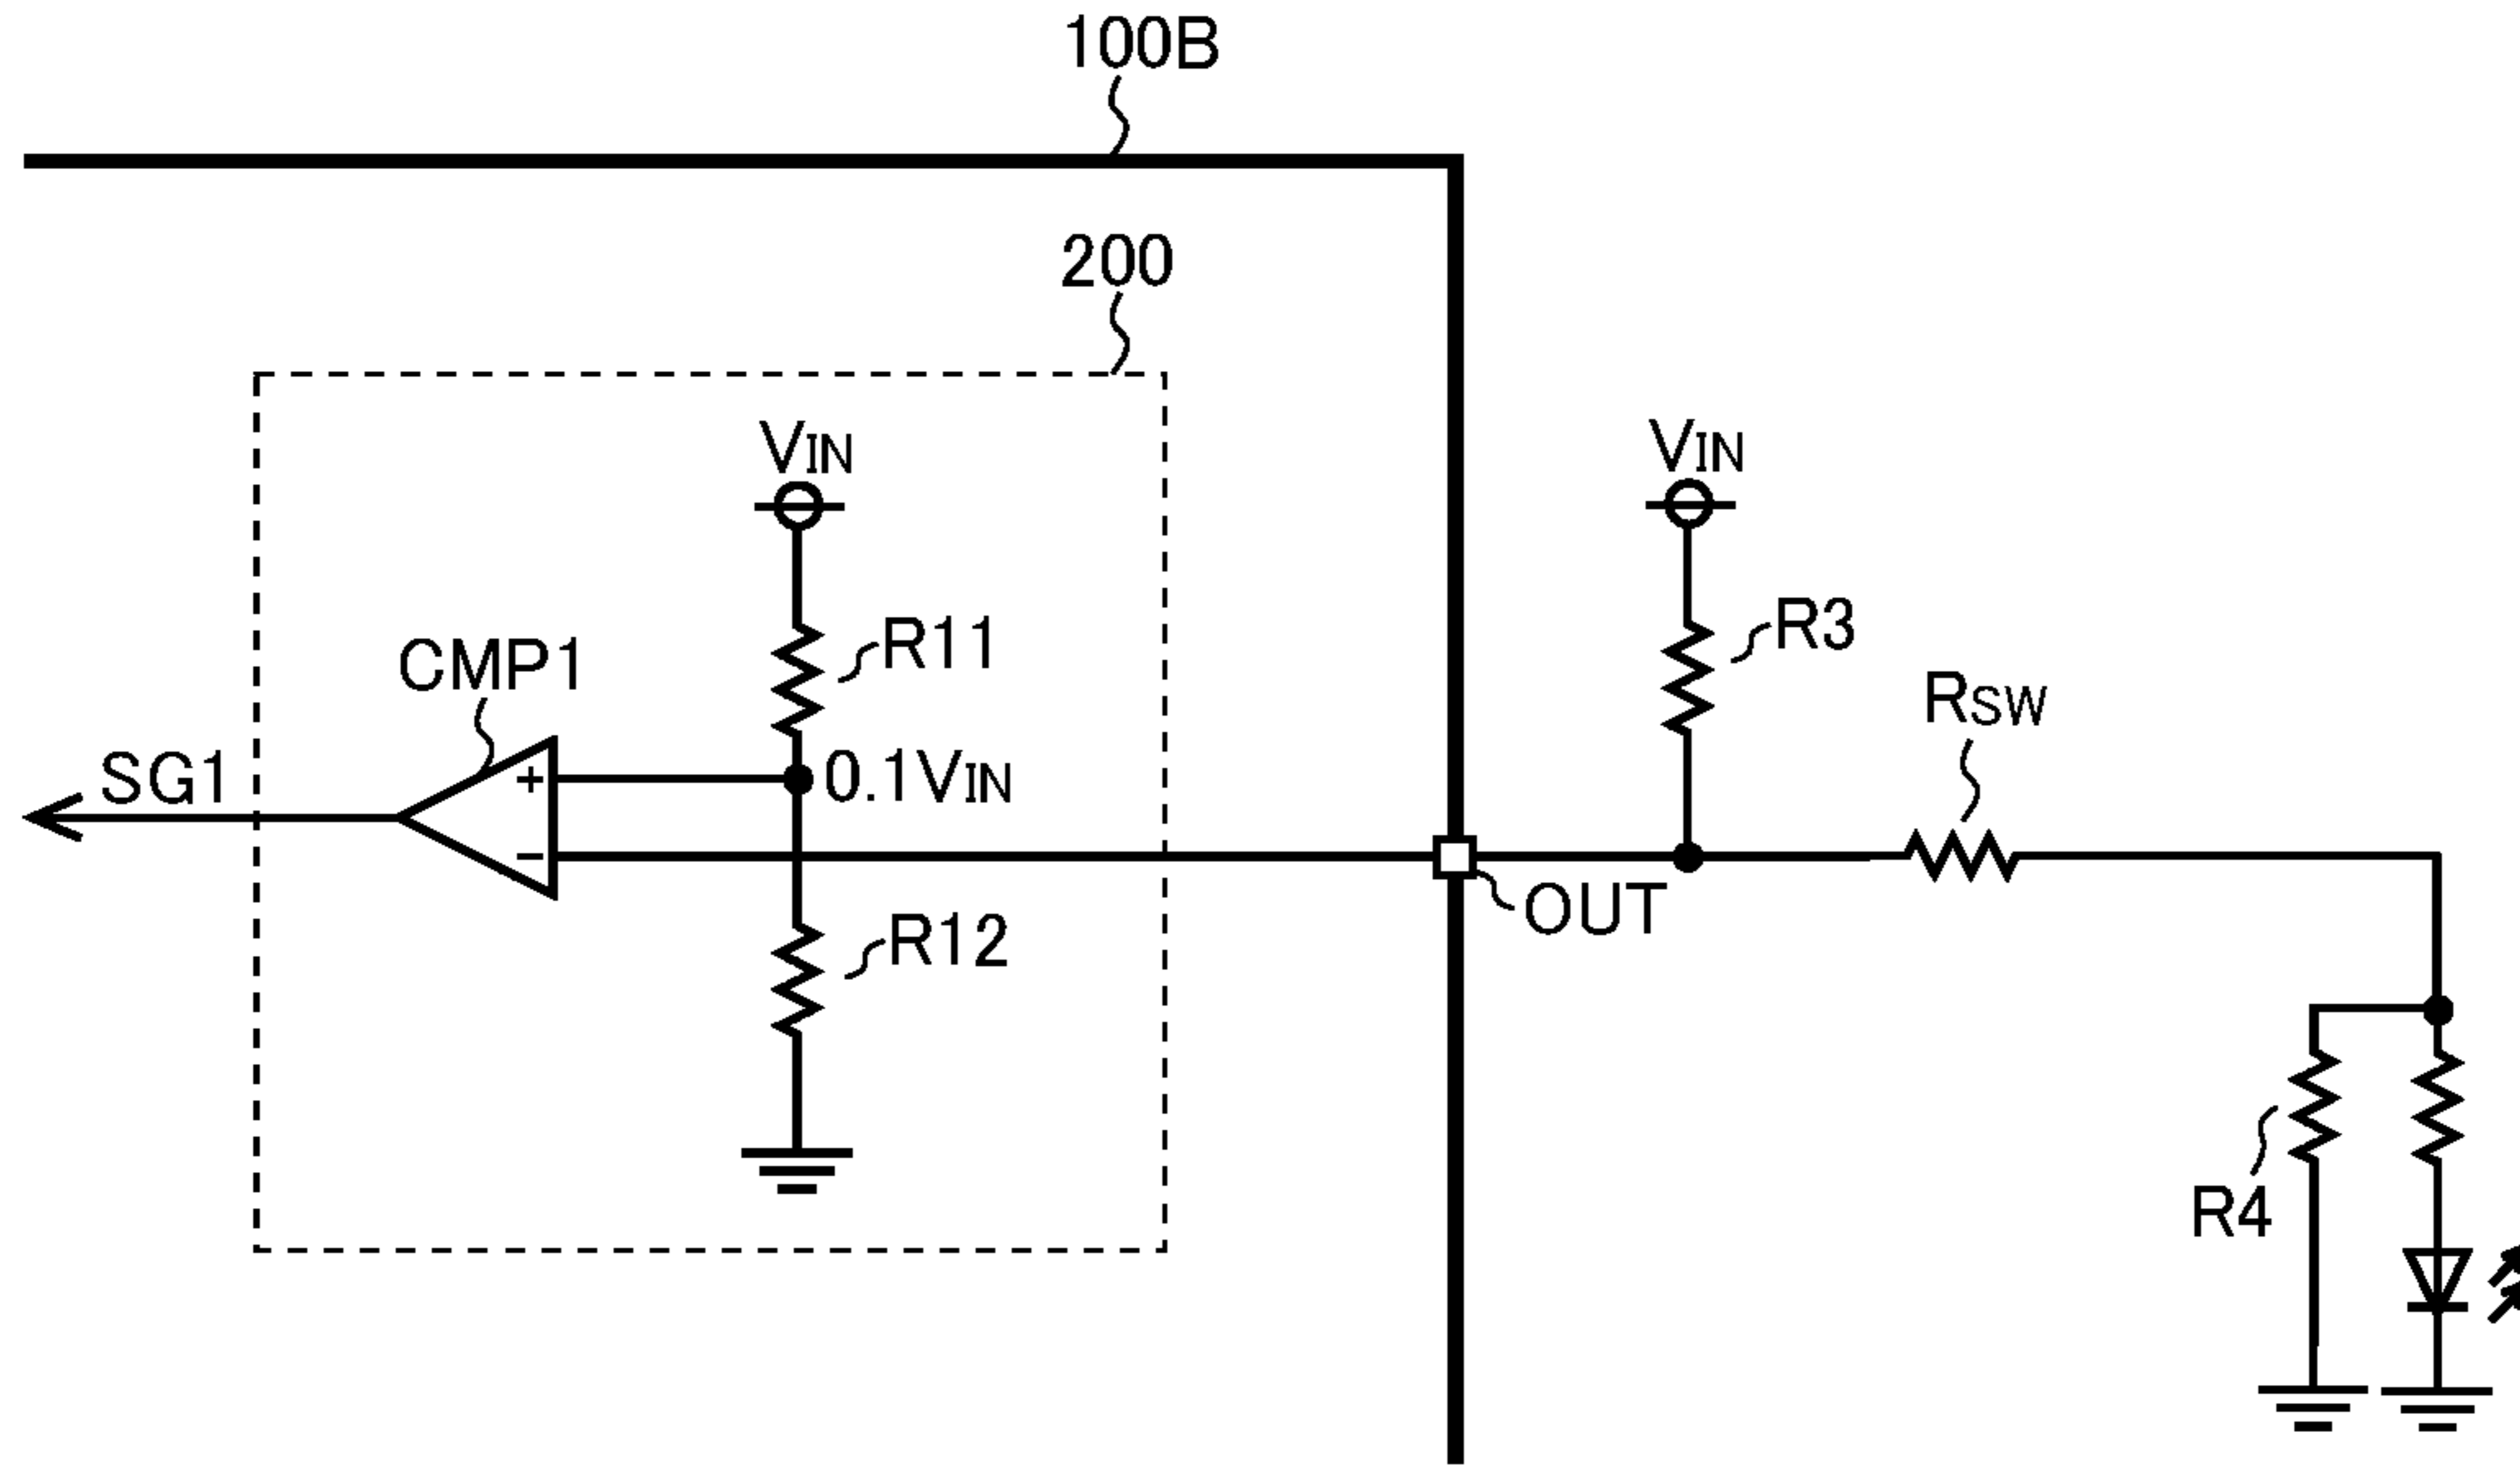 100B
200
VIN
VIN
R3
R11
CMP1
RSW
SG1
+
0.1VIN
−
OUT
R12
R4